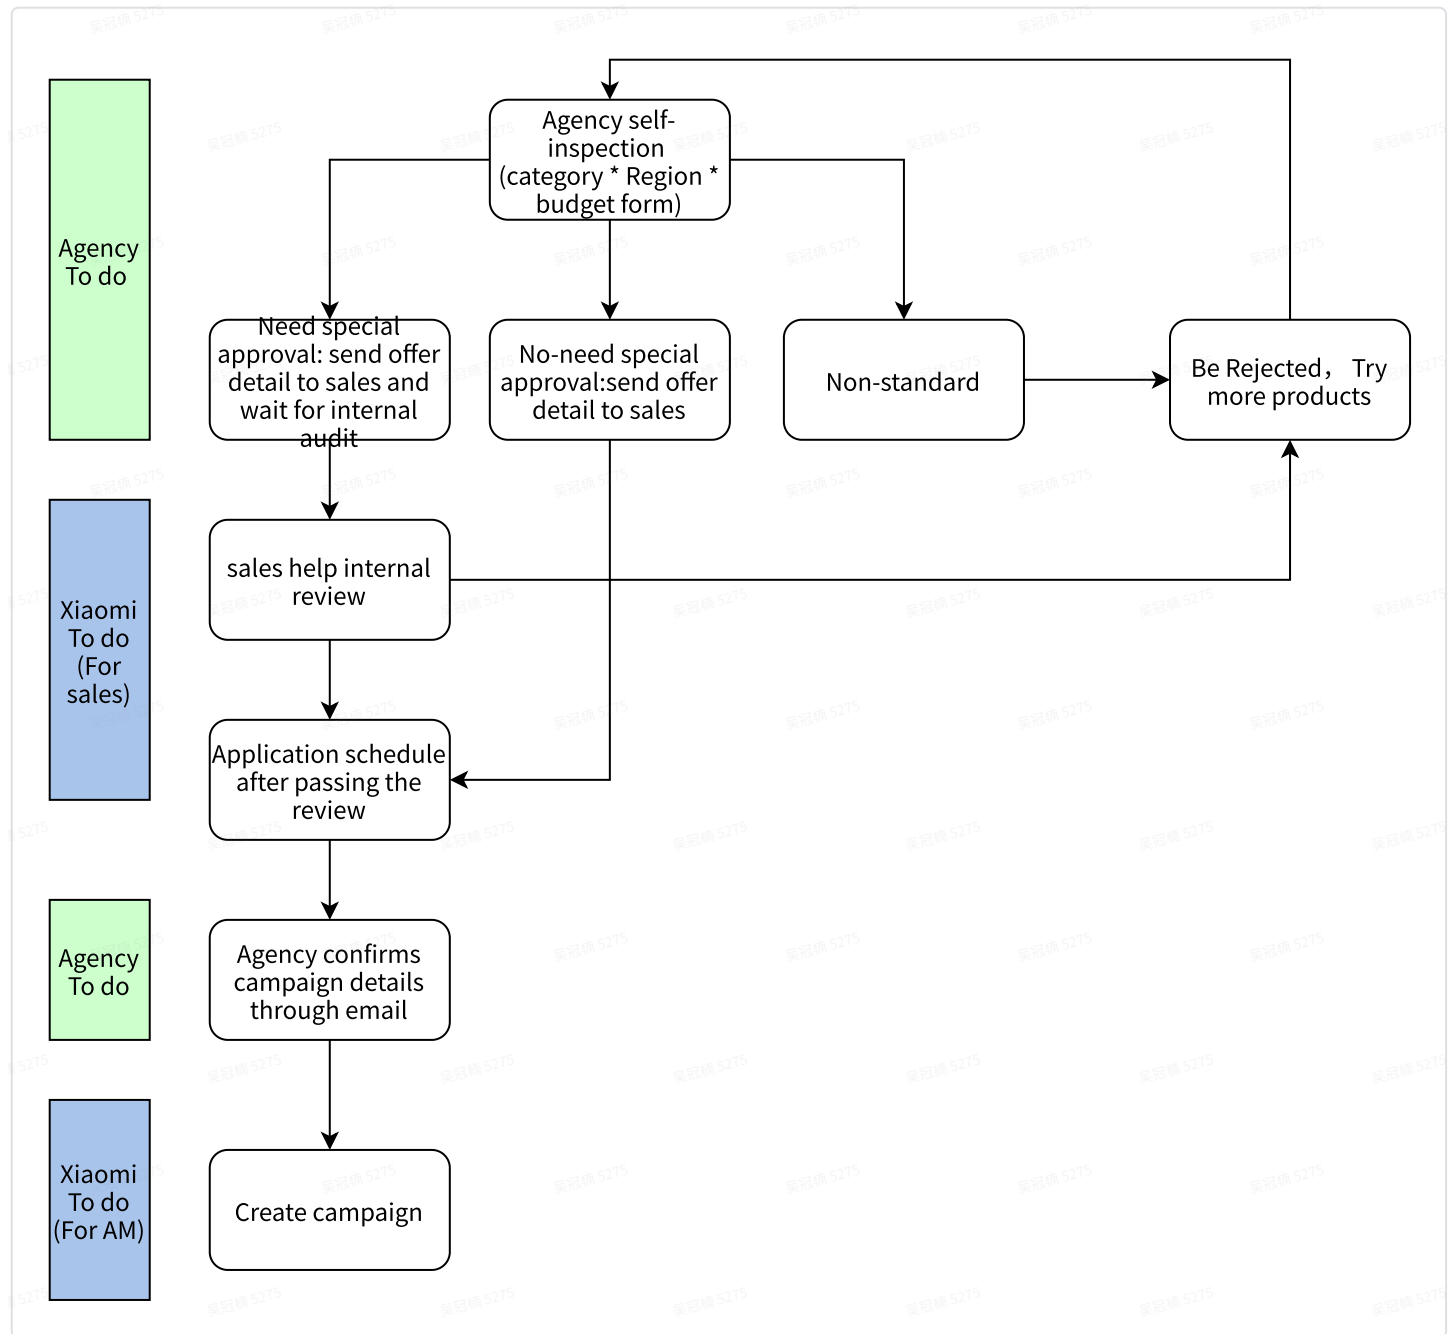 Agency self-
inspection
(category * Region *
budget form)
Agency
To do
Need special
approval: send offer
detail to sales and
wait for internal
audit
No-need special
approval:send offer
detail to sales
Non-standard
Be Rejected， Try
more products
Xiaomi
To do
(For
sales)
sales help internal
review
Application schedule
after passing the
review
Agency
To do
Agency confirms
campaign details
through email
Xiaomi
To do
(For AM)
Create campaign